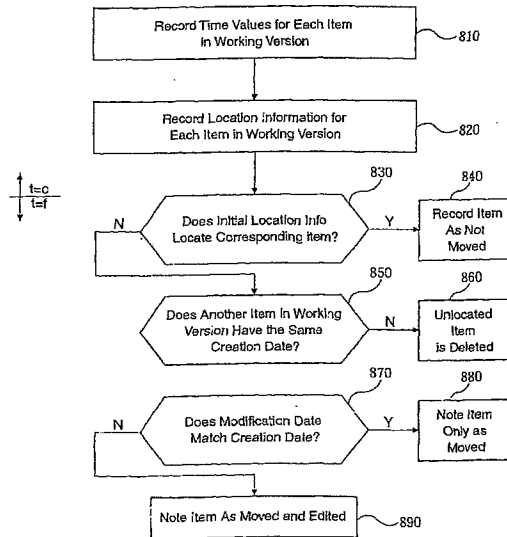 Record Time Values for Each Item
In Working Version
810
Record Location Information for
Each Item in Working Version
820
t=c
t=f
830
Does Initial Location Info
Locate Corresponding Item?
N
Y
840
Record Item
As Not
Moved
850
Does Another Item In Working
Version Have the Same
Creation Date?
N
860
Unlocated
Item
is Deleted
870
Does Modification Date
Match Creation Date?
N
Y
880
Note Item
Only as
Moved
Note Item As Moved and Edited
890